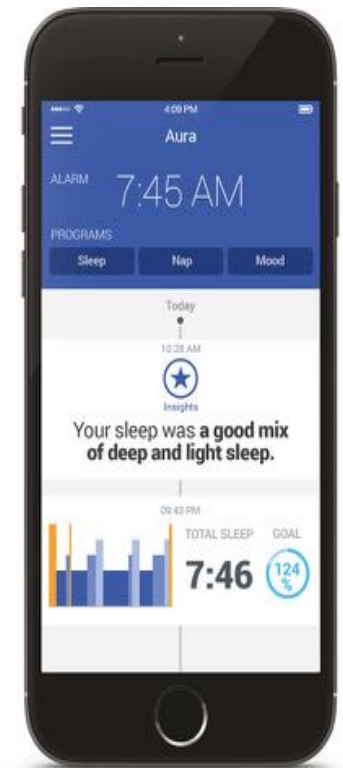 4:09 PM
Aura
ALARM 7:45 AM
PROGRAMS
Sleep Nap Mood
Today
10:28 AM
Insights
Your sleep was a good mix
of deep and light sleep.
09:43 PM
TOTAL SLEEP GOAL
7:46 124
%